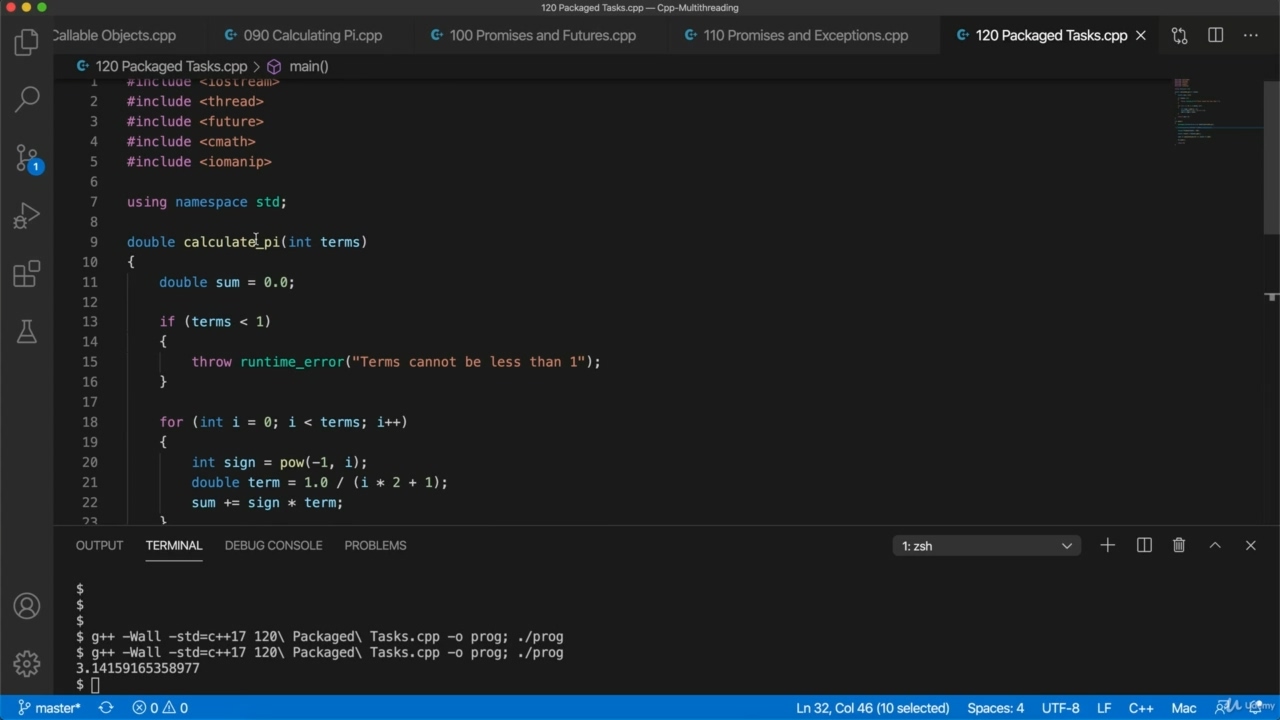 120 Packaged Tasks.cpp — Cpp-Multithreading
Callable Objects.cpp
090 Calculating Pi.cpp
100 Promises and Futures.cpp
110 Promises and Exceptions.cpp
120 Packaged Tasks.cpp
120 Packaged Tasks.cpp > main()
1 #include <iostream>
2 #include <thread>
3 #include <future>
4 #include <cmath>
5 #include <iomanip>
6
7 using namespace std;
8
9 double calculate_pi(int terms)
10 {
11 double sum = 0.0;
12
13 if (terms < 1)
14 {
15 throw runtime_error("Terms cannot be less than 1");
16 }
17
18 for (int i = 0; i < terms; i++)
19 {
20 int sign = pow(-1, i);
21 double term = 1.0 / (i * 2 + 1);
22 sum += sign * term;
23 }
1
OUTPUT TERMINAL DEBUG CONSOLE PROBLEMS 1: zsh
$
$
$
$ g++ -Wall -std=c++17 120\ Packaged\ Tasks.cpp -o prog; ./prog
$ g++ -Wall -std=c++17 120\ Packaged\ Tasks.cpp -o prog; ./prog
3.14159165358977
$
master* 0 0 Ln 32, Col 46 (10 selected) Spaces: 4 UTF-8 LF C++ Mac
Udemy